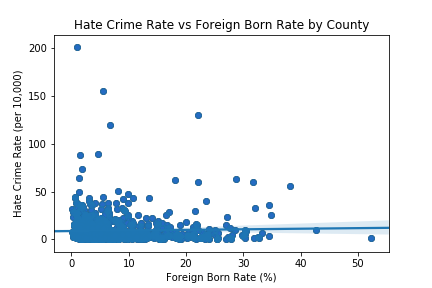 Hate Crime Rate vs Foreign Born Rate by County
Hate Crime Rate (per 10,000)
200
150
100
50
0
0 10 20 30 40 50
Foreign Born Rate (%)